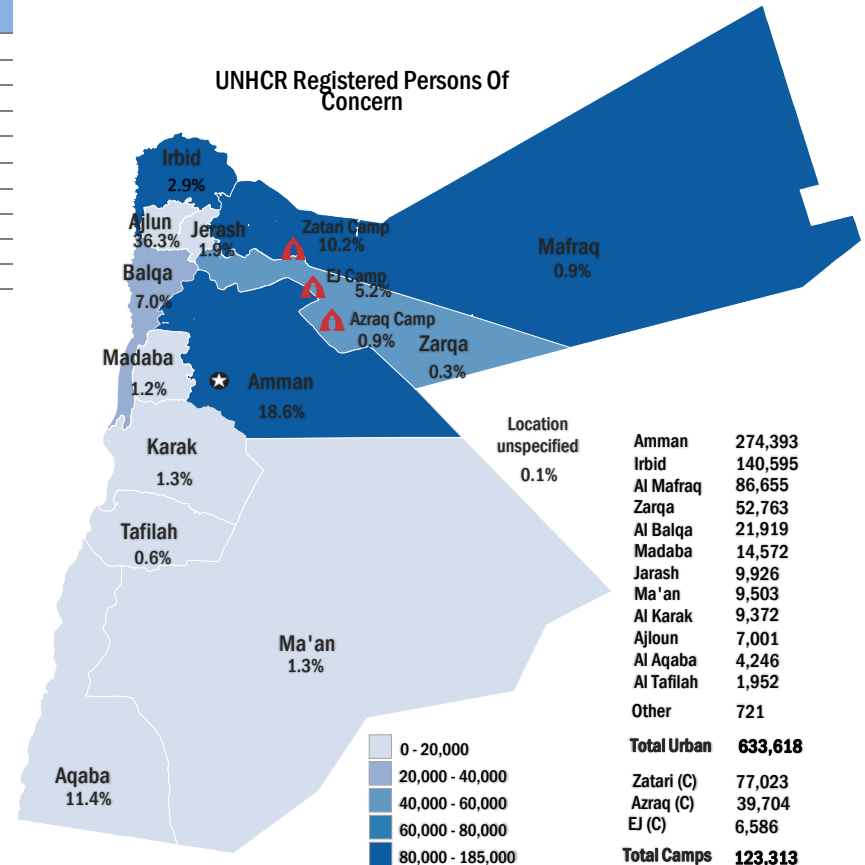 UNHCR Registered Persons Of
Concern
Irbid
2.9%
Ajlun
36.3%
Jerash
1.9%
Zatari Camp
10.2%
Mafraq
0.9%
EJ Camp
5.2%
Balqa
7.0%
Azraq Camp
0.9%
Zarqa
0.3%
Madaba
1.2%
Amman
18.6%
Location
unspecified
0.1%
Karak
1.3%
Tafilah
0.6%
Ma'an
1.3%
Aqaba
11.4%
0 - 20,000
20,000 - 40,000
40,000 - 60,000
60,000 - 80,000
80,000 - 185,000
Amman 274,393
Irbid 140,595
Al Mafraq 86,655
Zarqa 52,763
Al Balqa 21,919
Madaba 14,572
Jarash 9,926
Ma'an 9,503
Al Karak 9,372
Ajloun 7,001
Al Aqaba 4,246
Al Tafilah 1,952
Other 721
Total Urban 633,618
Zatari (C) 77,023
Azraq (C) 39,704
EJ (C) 6,586
Total Camps 123,313